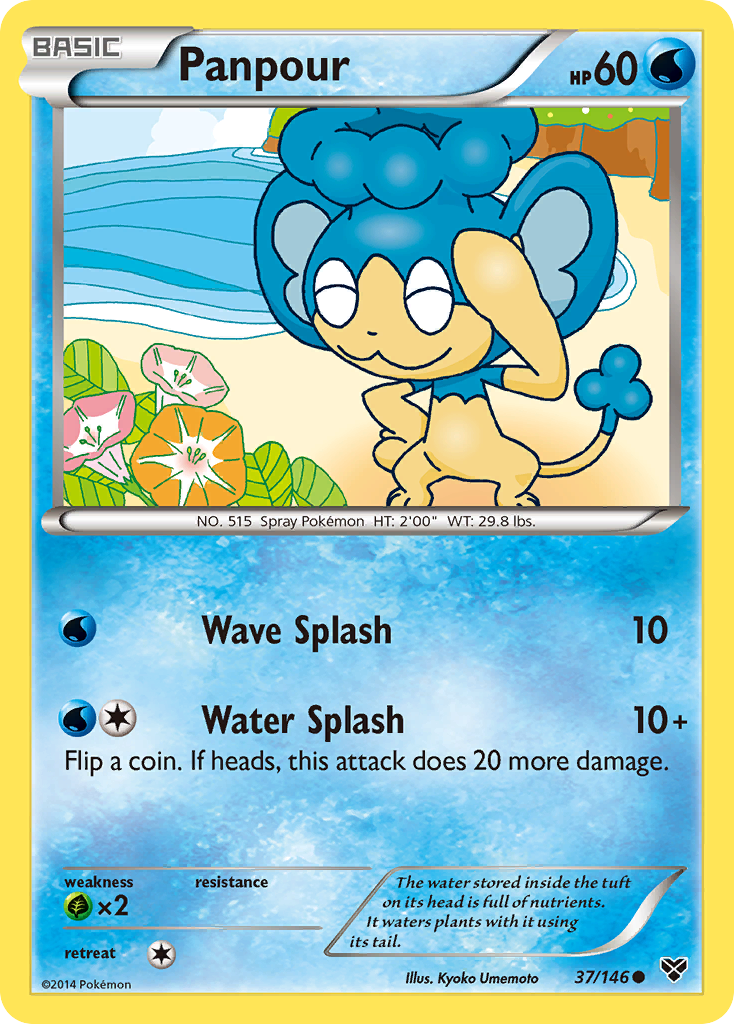 BASIC
Panpour
HP 60
NO. 515 Spray Pokémon HT: 2'00" WT: 29.8 lbs.
Wave Splash 10
Water Splash 10+
Flip a coin. If heads, this attack does 20 more damage.
weakness resistance
×2
The water stored inside the tuft
on its head is full of nutrients.
It waters plants with it using
its tail.
retreat
©2014 Pokémon
Illus. Kyoko Umemoto
37/146